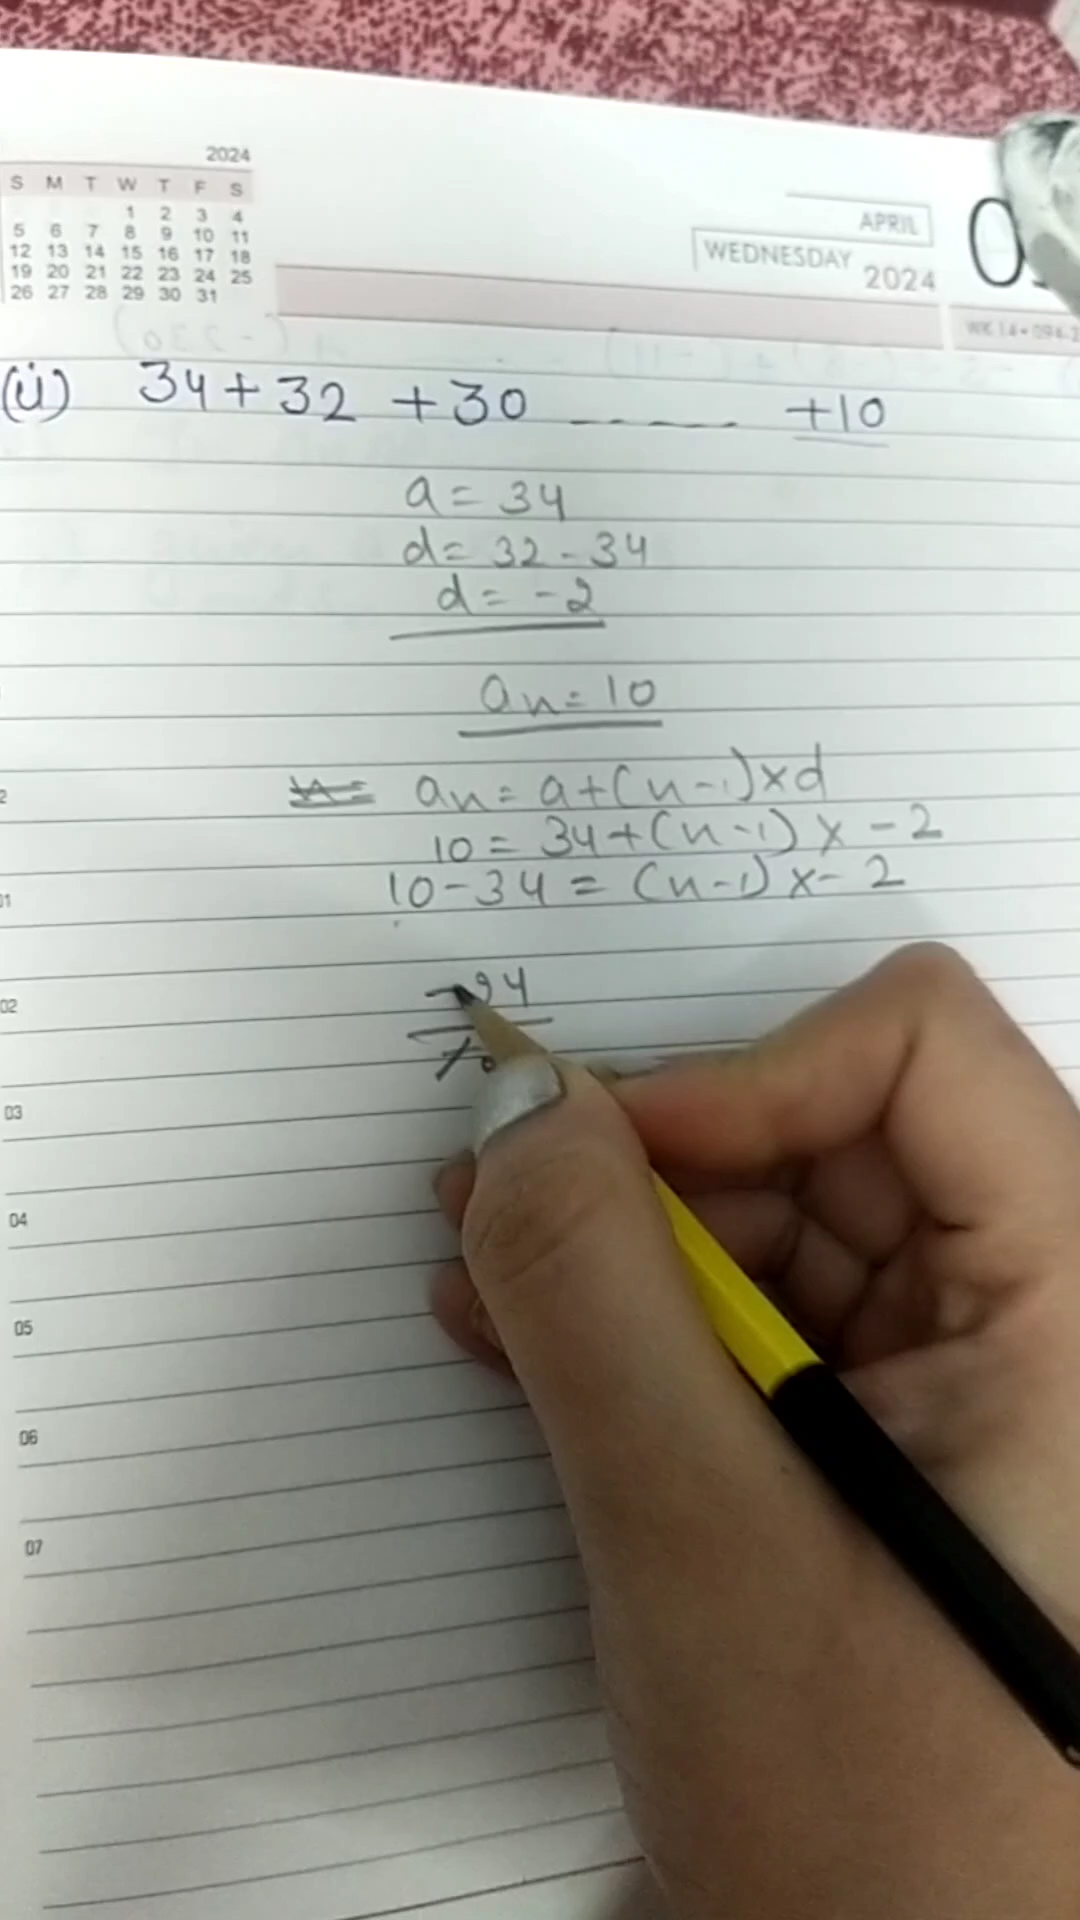 2024
S M T W T F S
1 2 3 4
5 6 7 8 9 10 11
12 13 14 15 16 17 18
19 20 21 22 23 24 25
26 27 28 29 30 31
APRIL
WEDNESDAY 2024
(ii) 34 + 32 + 30 _ _ _ _ _ +10
a = 34
d = 32 - 34
d = -2
an = 10
an = a + (n - 1) x d
10 = 34 + (n - 1) x - 2
10 - 34 = (n - 1) x - 2
02
03
04
05
06
07